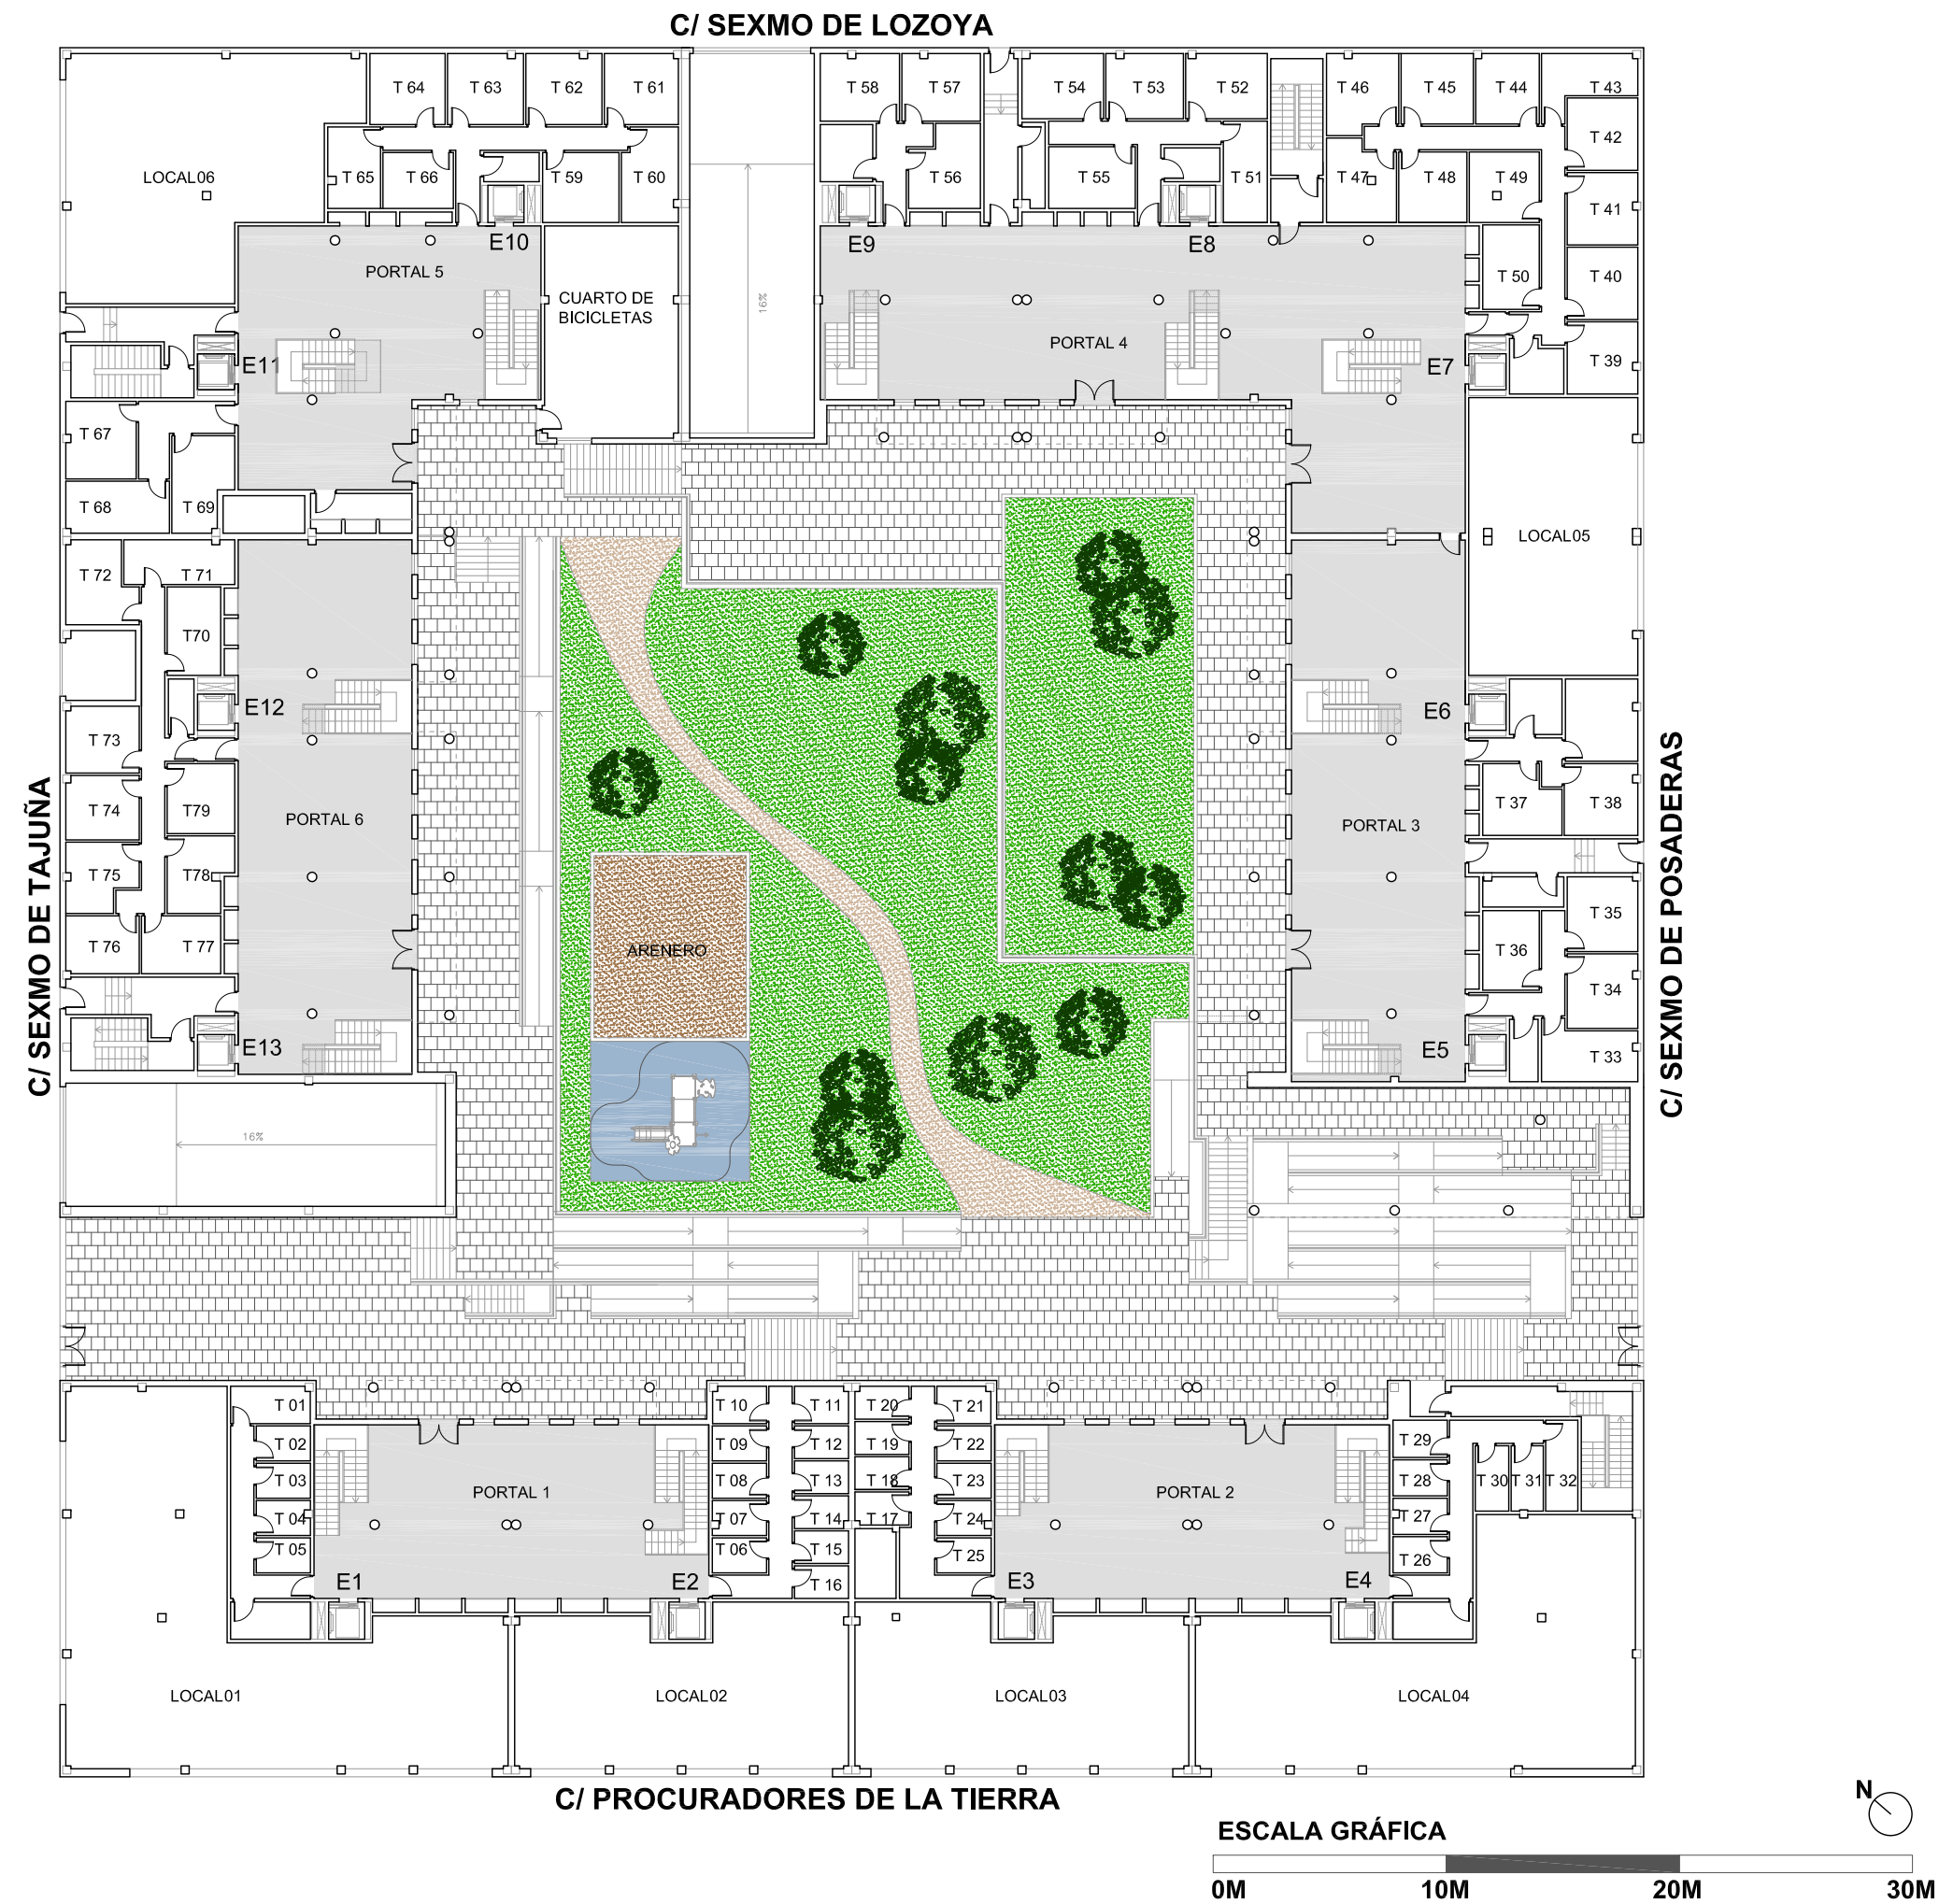 C/ SEXMO DE LOZOYA
T 64
T 63
T 62
T 61
T 58
T 57
T 54
T 53
T 52
T 46
T 45
T 44
T 43
T 42
LOCAL06
T 65
T 66
T 59
T 60
T 56
T 55
T 51
T 47
T 48
T 49
T 41
E10
E9
E8
PORTAL 5
T 50
T 40
CUARTO DE
BICICLETAS
16%
PORTAL 4
E11
E7
T 39
T 67
T 68
T 69
LOCAL05
T 72
T 71
T70
E12
E6
T 73
T 74
T79
PORTAL 6
PORTAL 3
T 37
T 38
C/ SEXMO DE TAJUÑA
C/ SEXMO DE POSADERAS
T 75
T78
T 76
T 77
ARENERO
T 35
T 36
T 34
E13
E5
T 33
16%
T 01
T 02
T 03
T 04
T 05
T 10
T 09
T 08
T 07
T 06
T 11
T 12
T 13
T 14
T 15
T 16
T 20
T 19
T 18
T 17
T 21
T 22
T 23
T 24
T 25
T 29
T 28
T 27
T 26
T 30
T 31
T 32
PORTAL 1
PORTAL 2
E1
E2
E3
E4
LOCAL01
LOCAL02
LOCAL03
LOCAL04
C/ PROCURADORES DE LA TIERRA
N
ESCALA GRÁFICA
0M
10M
20M
30M